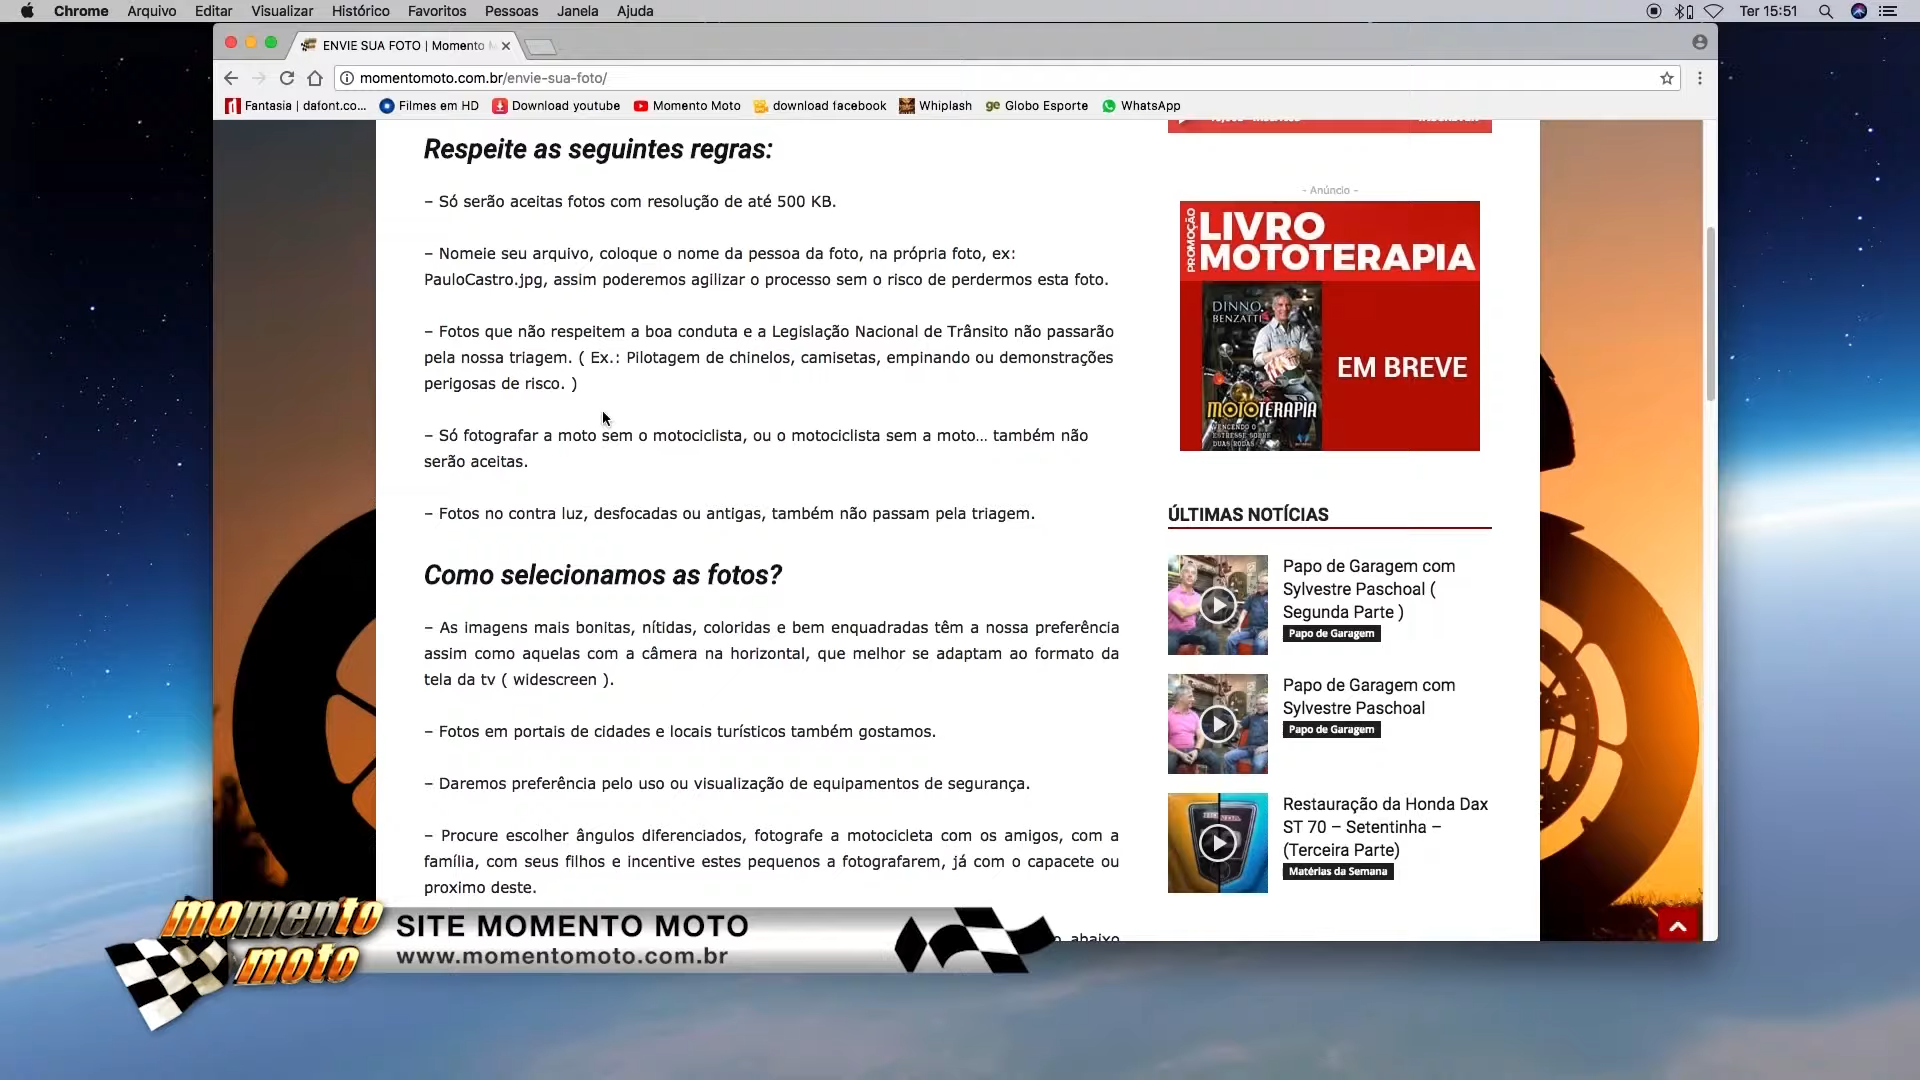 Chrome Arquivo Editar Visualizar Histórico Favoritos Pessoas Janela Ajuda Ter 15:51
ENVIE SUA FOTO | Momento
momentomoto.com.br/envie-sua-foto/
Fantasia | dafont.co... Filmes em HD Download youtube Momento Moto download facebook Whiplash ge Globo Esporte WhatsApp
Respeite as seguintes regras:
– Só serão aceitas fotos com resolução de até 500 KB.
– Nomeie seu arquivo, coloque o nome da pessoa da foto, na própria foto, ex:
PauloCastro.jpg, assim poderemos agilizar o processo sem o risco de perdermos esta foto.
– Fotos que não respeitem a boa conduta e a Legislação Nacional de Trânsito não passarão
pela nossa triagem. ( Ex.: Pilotagem de chinelos, camisetas, empinando ou demonstrações
perigosas de risco. )
– Só fotografar a moto sem o motociclista, ou o motociclista sem a moto... também não
serão aceitas.
– Fotos no contra luz, desfocadas ou antigas, também não passam pela triagem.
Como selecionamos as fotos?
– As imagens mais bonitas, nítidas, coloridas e bem enquadradas têm a nossa preferência
assim como aquelas com a câmera na horizontal, que melhor se adaptam ao formato da
tela da tv ( widescreen ).
– Fotos em portais de cidades e locais turísticos também gostamos.
– Daremos preferência pelo uso ou visualização de equipamentos de segurança.
– Procure escolher ângulos diferenciados, fotografe a motocicleta com os amigos, com a
família, com seus filhos e incentive estes pequenos a fotografarem, já com o capacete ou
proximo deste.
o abaixo
- Anúncio -
PROMOÇÃO
LIVRO
MOTOTERAPIA
DINNO
BENZATTI
EM BREVE
MOTOTERAPIA
VENCENDO O
ESTRESSE SOBRE
DUAS RODAS
ÚLTIMAS NOTÍCIAS
Papo de Garagem com
Sylvestre Paschoal (
Segunda Parte )
Papo de Garagem
Papo de Garagem com
Sylvestre Paschoal
Papo de Garagem
Restauração da Honda Dax
ST 70 – Setentinha –
(Terceira Parte)
Matérias da Semana
momento
moto
SITE MOMENTO MOTO
www.momentomoto.com.br